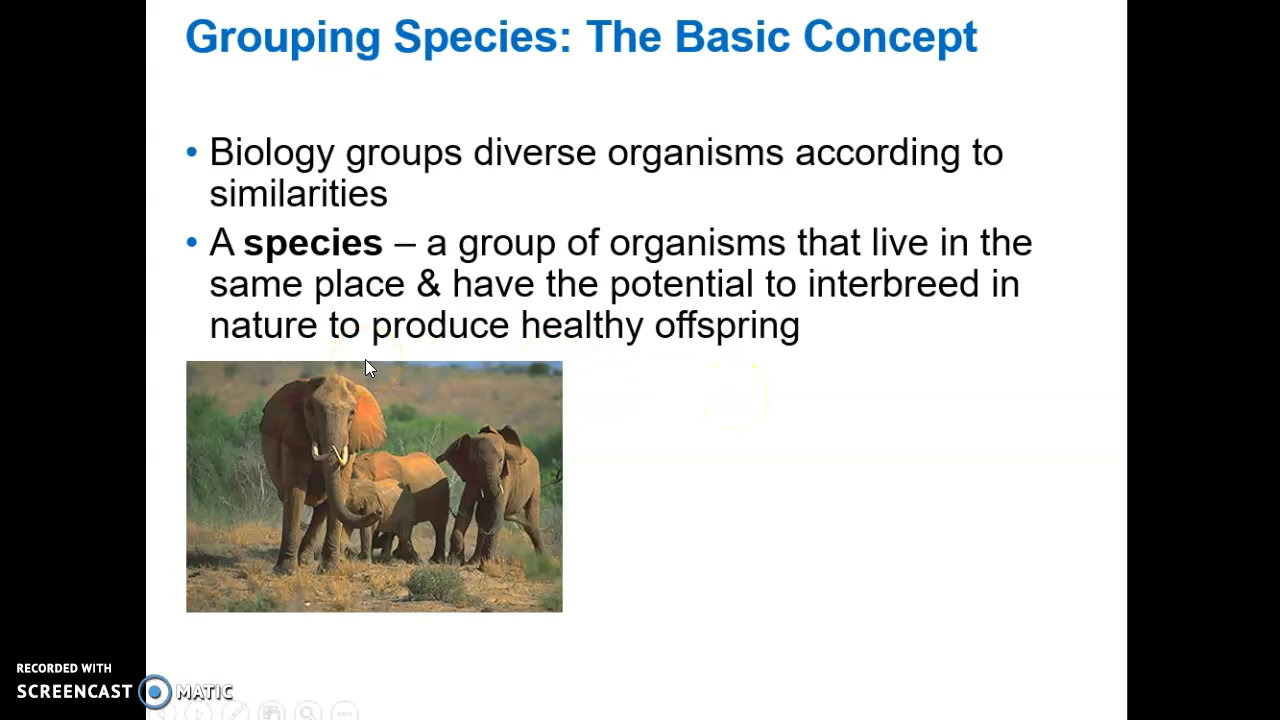 Grouping Species: The Basic Concept
• Biology groups diverse organisms according to
similarities
• A species – a group of organisms that live in the
same place & have the potential to interbreed in
nature to produce healthy offspring
RECORDED WITH
SCREENCAST MATIC